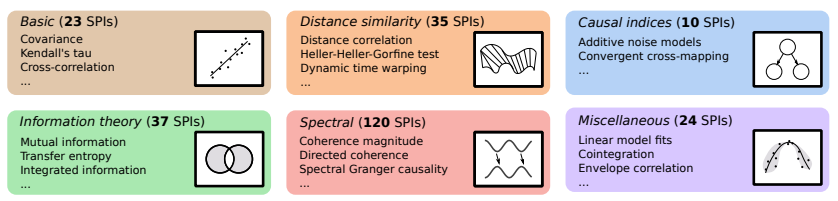 Basic (23 SPIs)
Covariance
Kendall's tau
Cross-correlation
...
Distance similarity (35 SPIs)
Distance correlation
Heller-Heller-Gorfine test
Dynamic time warping
...
Causal indices (10 SPIs)
Additive noise models
Convergent cross-mapping
...
Information theory (37 SPIs)
Mutual information
Transfer entropy
Integrated information
...
Spectral (120 SPIs)
Coherence magnitude
Directed coherence
Spectral Granger causality
...
Miscellaneous (24 SPIs)
Linear model fits
Cointegration
Envelope correlation
...